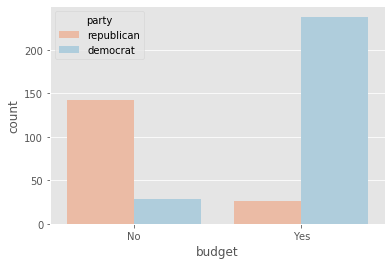 party
republican
democrat
200
150
100
50
0
count
No
Yes
budget